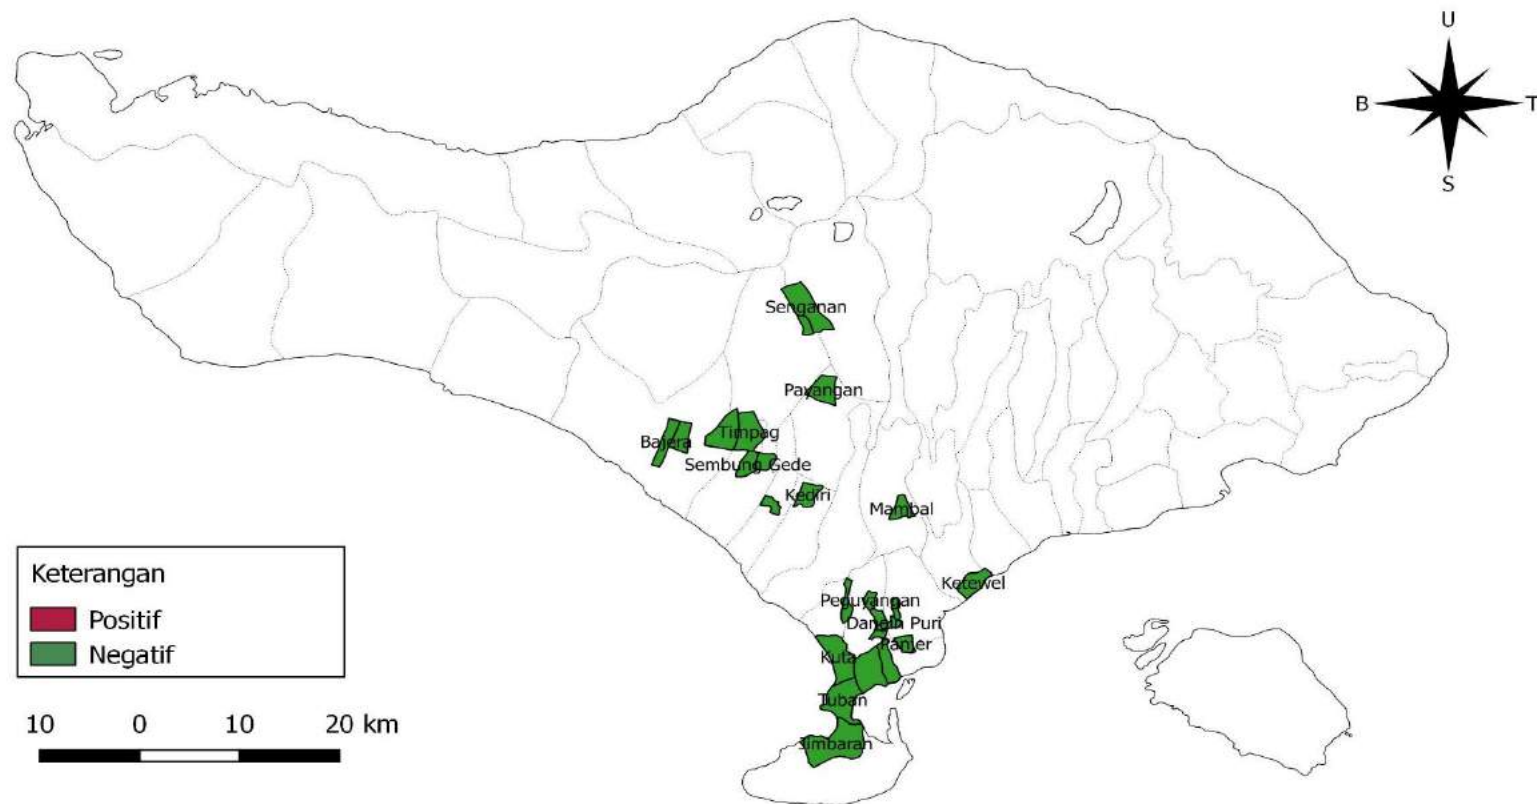 U
B
T
S
Senganan
Payangan
Timpag
Bajera
Sembung Gede
Kediri
Mambal
Ketewel
Peguyangan
Dangin Puri
Panjer
Kuta
Tuban
Jimbaran
Keterangan
Positif
Negatif
10 0 10 20 km